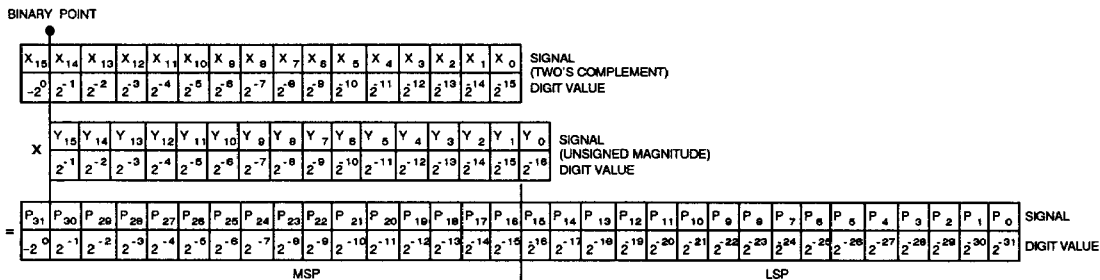 BINARY POINT
X₁₅ X₁₄ X₁₃ X₁₂ X₁₁ X₁₀ X₉ X₈ X₇ X₆ X₅ X₄ X₃ X₂ X₁ X₀ SIGNAL
(TWO'S COMPLEMENT)
-2⁰ 2⁻¹ 2⁻² 2⁻³ 2⁻⁴ 2⁻⁵ 2⁻⁶ 2⁻⁷ 2⁻⁸ 2⁻⁹ 2⁻¹⁰ 2⁻¹¹ 2⁻¹² 2⁻¹³ 2⁻¹⁴ 2⁻¹⁵ DIGIT VALUE
X Y₁₅ Y₁₄ Y₁₃ Y₁₂ Y₁₁ Y₁₀ Y₉ Y₈ Y₇ Y₆ Y₅ Y₄ Y₃ Y₂ Y₁ Y₀ SIGNAL
(UNSIGNED MAGNITUDE)
2⁻¹ 2⁻² 2⁻³ 2⁻⁴ 2⁻⁵ 2⁻⁶ 2⁻⁷ 2⁻⁸ 2⁻⁹ 2⁻¹⁰ 2⁻¹¹ 2⁻¹² 2⁻¹³ 2⁻¹⁴ 2⁻¹⁵ 2⁻¹⁶ DIGIT VALUE
= P₃₁ P₃₀ P₂₉ P₂₈ P₂₇ P₂₆ P₂₅ P₂₄ P₂₃ P₂₂ P₂₁ P₂₀ P₁₉ P₁₈ P₁₇ P₁₆ P₁₅ P₁₄ P₁₃ P₁₂ P₁₁ P₁₀ P₉ P₈ P₇ P₆ P₅ P₄ P₃ P₂ P₁ P₀ SIGNAL
-2⁰ 2⁻¹ 2⁻² 2⁻³ 2⁻⁴ 2⁻⁵ 2⁻⁶ 2⁻⁷ 2⁻⁸ 2⁻⁹ 2⁻¹⁰ 2⁻¹¹ 2⁻¹² 2⁻¹³ 2⁻¹⁴ 2⁻¹⁵ 2⁻¹⁶ 2⁻¹⁷ 2⁻¹⁸ 2⁻¹⁹ 2⁻²⁰ 2⁻²¹ 2⁻²² 2⁻²³ 2⁻²⁴ 2⁻²⁵ 2⁻²⁶ 2⁻²⁷ 2⁻²⁸ 2⁻²⁹ 2⁻³⁰ 2⁻³¹ DIGIT VALUE
MSP LSP